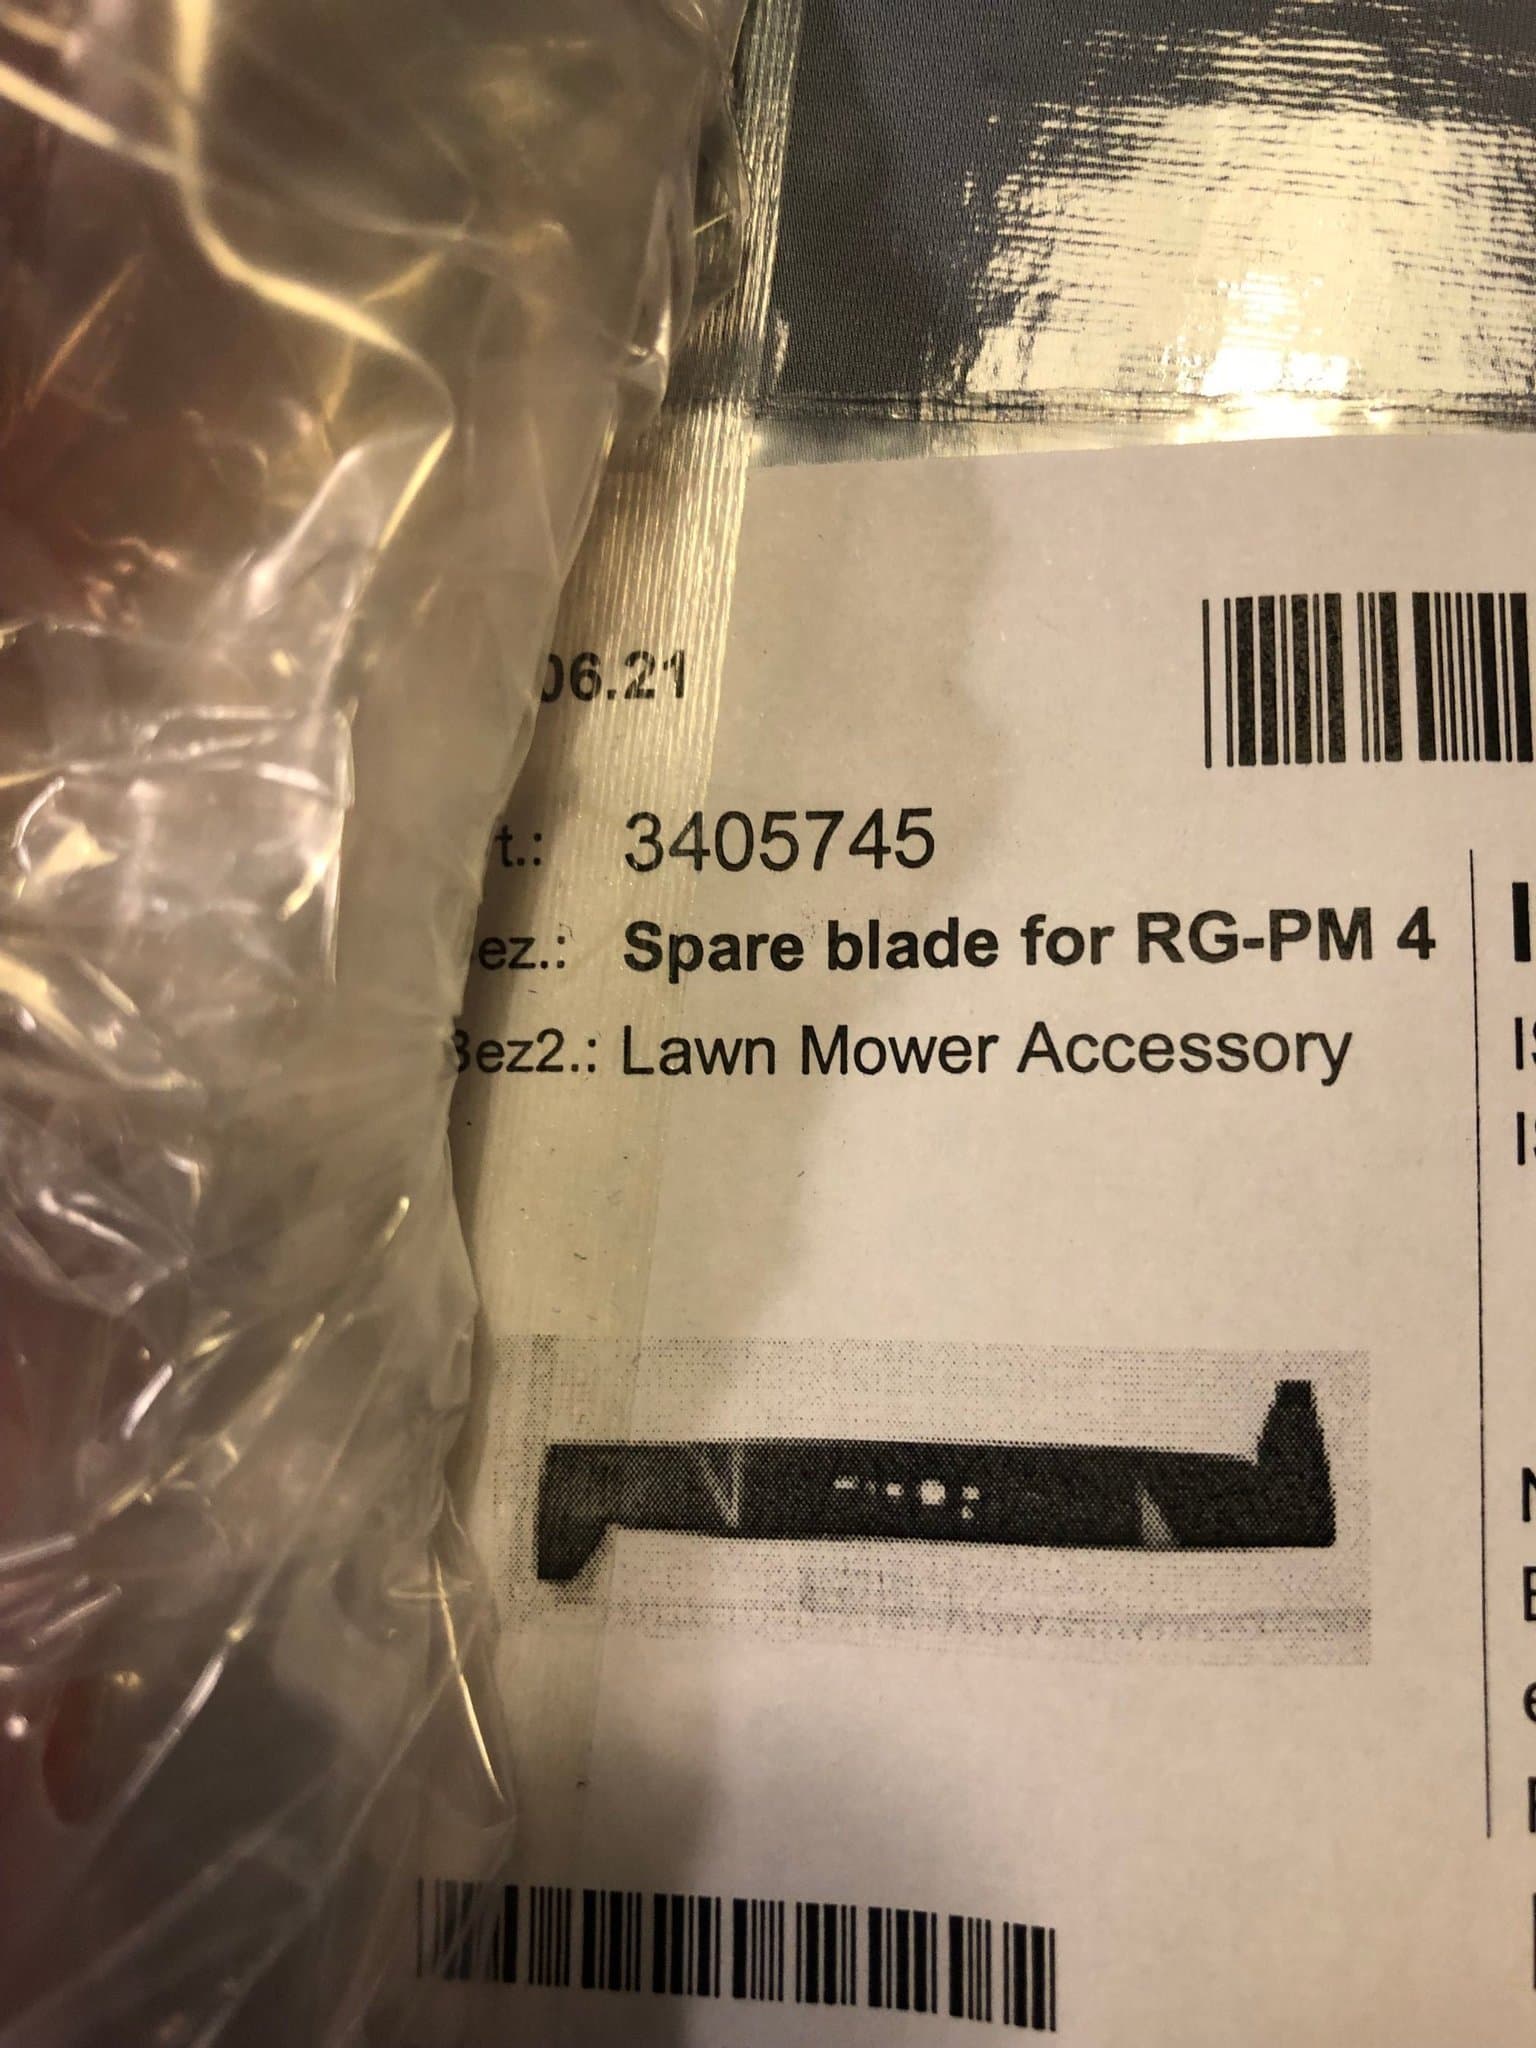 06.21
t.: 3405745
ez.: Spare blade for RG-PM 4
Bez2.: Lawn Mower Accessory